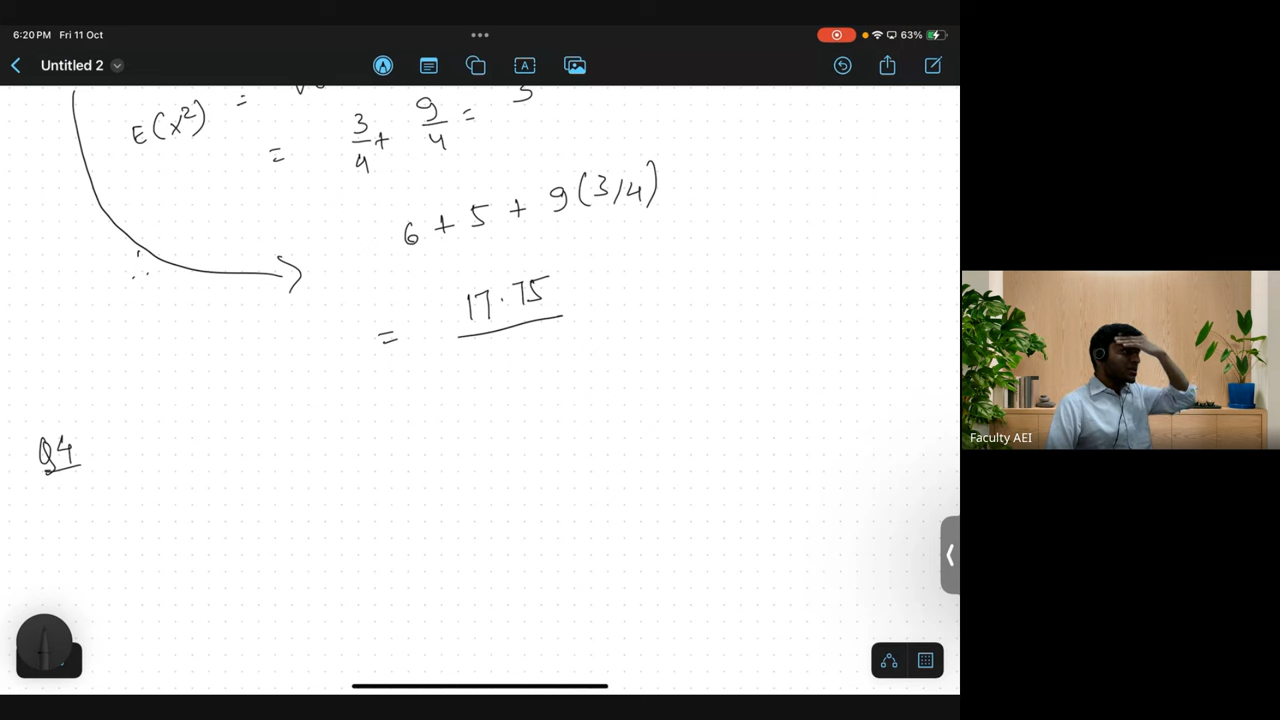 6:20 PM Fri 11 Oct
63%
Untitled 2
E(x²) =
= 3/4 + 9/4 =
6 + 5 + 9(3/4)
∴
= 17.75
Q4
Faculty AEI